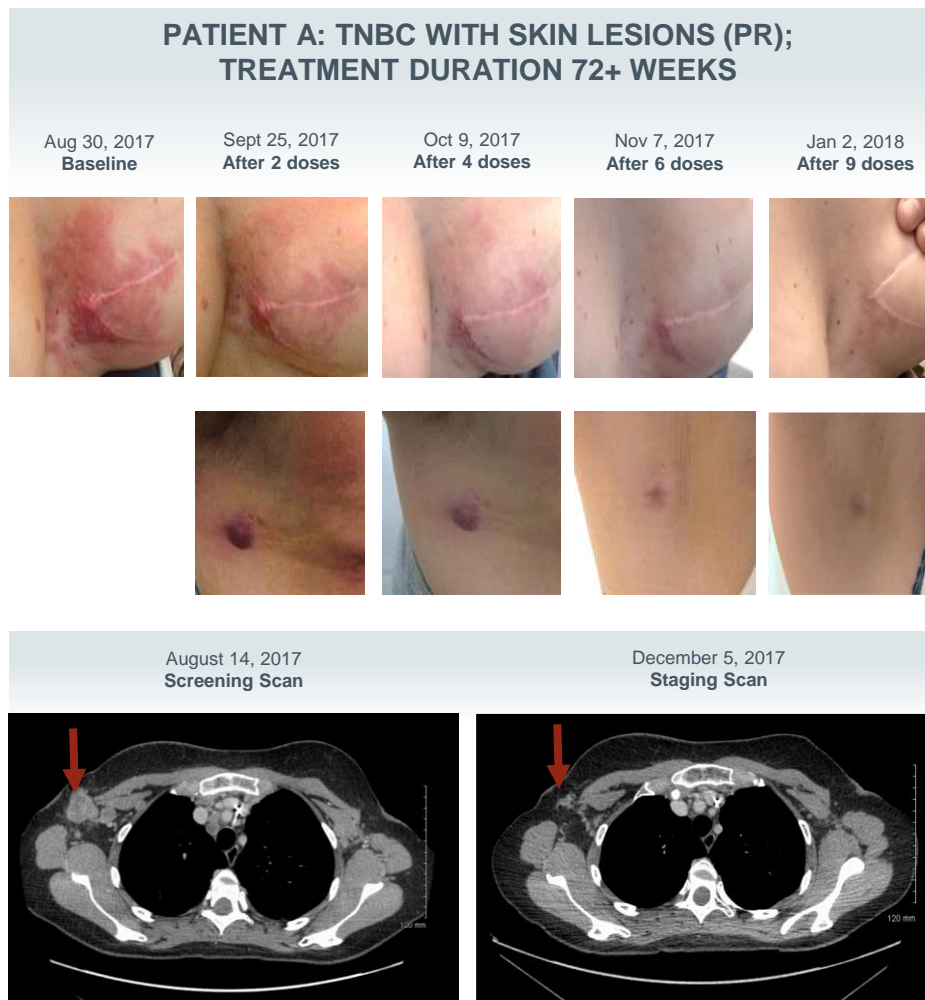 PATIENT A: TNBC WITH SKIN LESIONS (PR);
TREATMENT DURATION 72+ WEEKS
Aug 30, 2017
Baseline
Sept 25, 2017
After 2 doses
Oct 9, 2017
After 4 doses
Nov 7, 2017
After 6 doses
Jan 2, 2018
After 9 doses
August 14, 2017
Screening Scan
December 5, 2017
Staging Scan
120 mm
120 mm